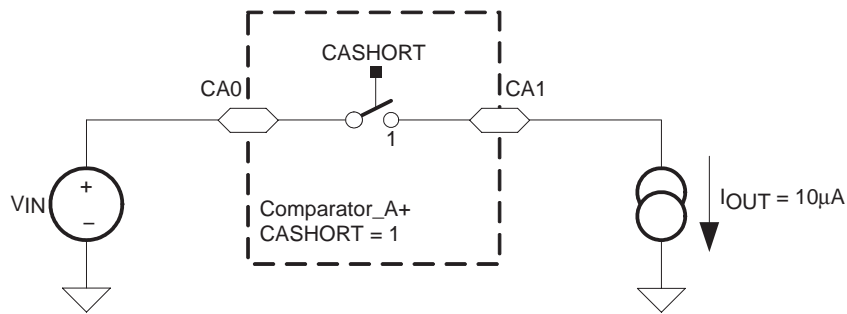 CASHORT
CA0
CA1
1
VIN
+
−
Comparator_A+
CASHORT = 1
IOUT = 10µA